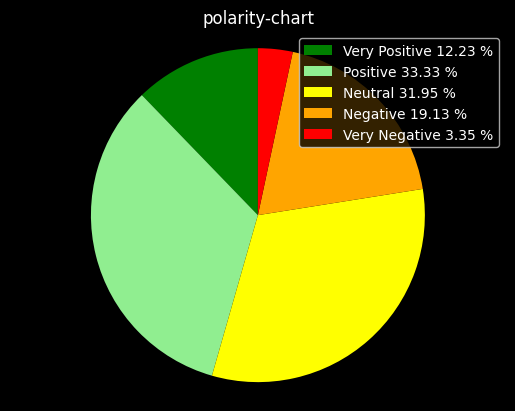 polarity-chart
Very Positive 12.23 %
Positive 33.33 %
Neutral 31.95 %
Negative 19.13 %
Very Negative 3.35 %